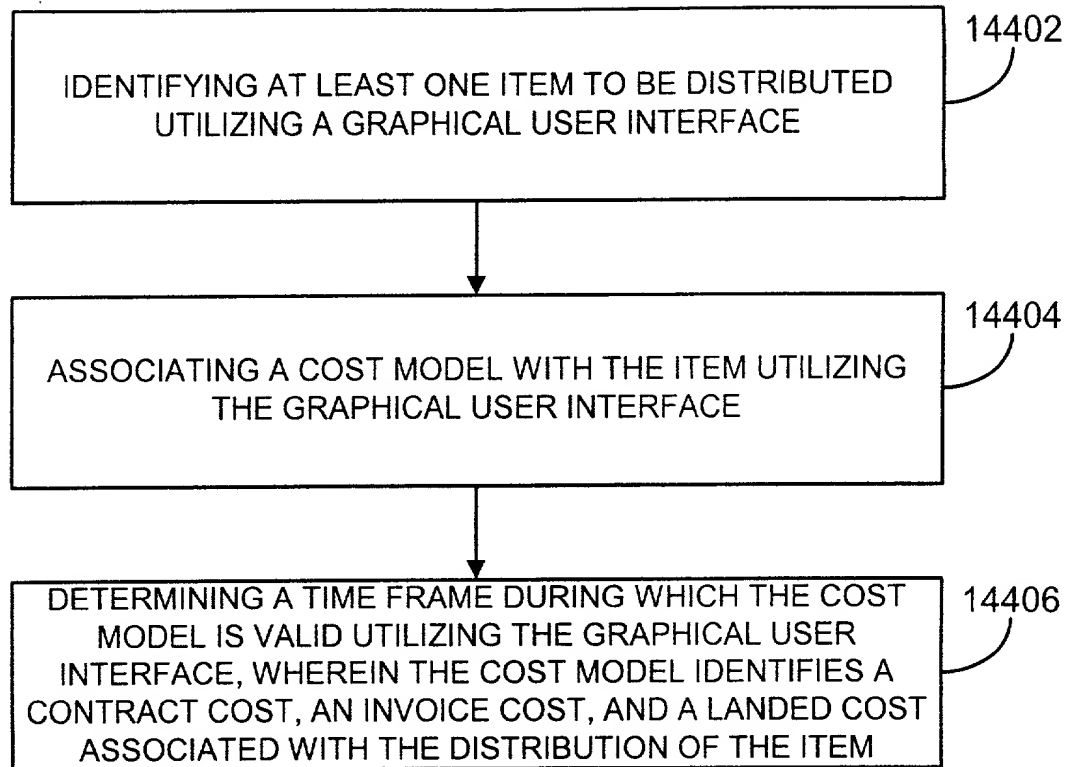 14402
IDENTIFYING AT LEAST ONE ITEM TO BE DISTRIBUTED
UTILIZING A GRAPHICAL USER INTERFACE
14404
ASSOCIATING A COST MODEL WITH THE ITEM UTILIZING
THE GRAPHICAL USER INTERFACE
14406
DETERMINING A TIME FRAME DURING WHICH THE COST
MODEL IS VALID UTILIZING THE GRAPHICAL USER
INTERFACE, WHEREIN THE COST MODEL IDENTIFIES A
CONTRACT COST, AN INVOICE COST, AND A LANDED COST
ASSOCIATED WITH THE DISTRIBUTION OF THE ITEM